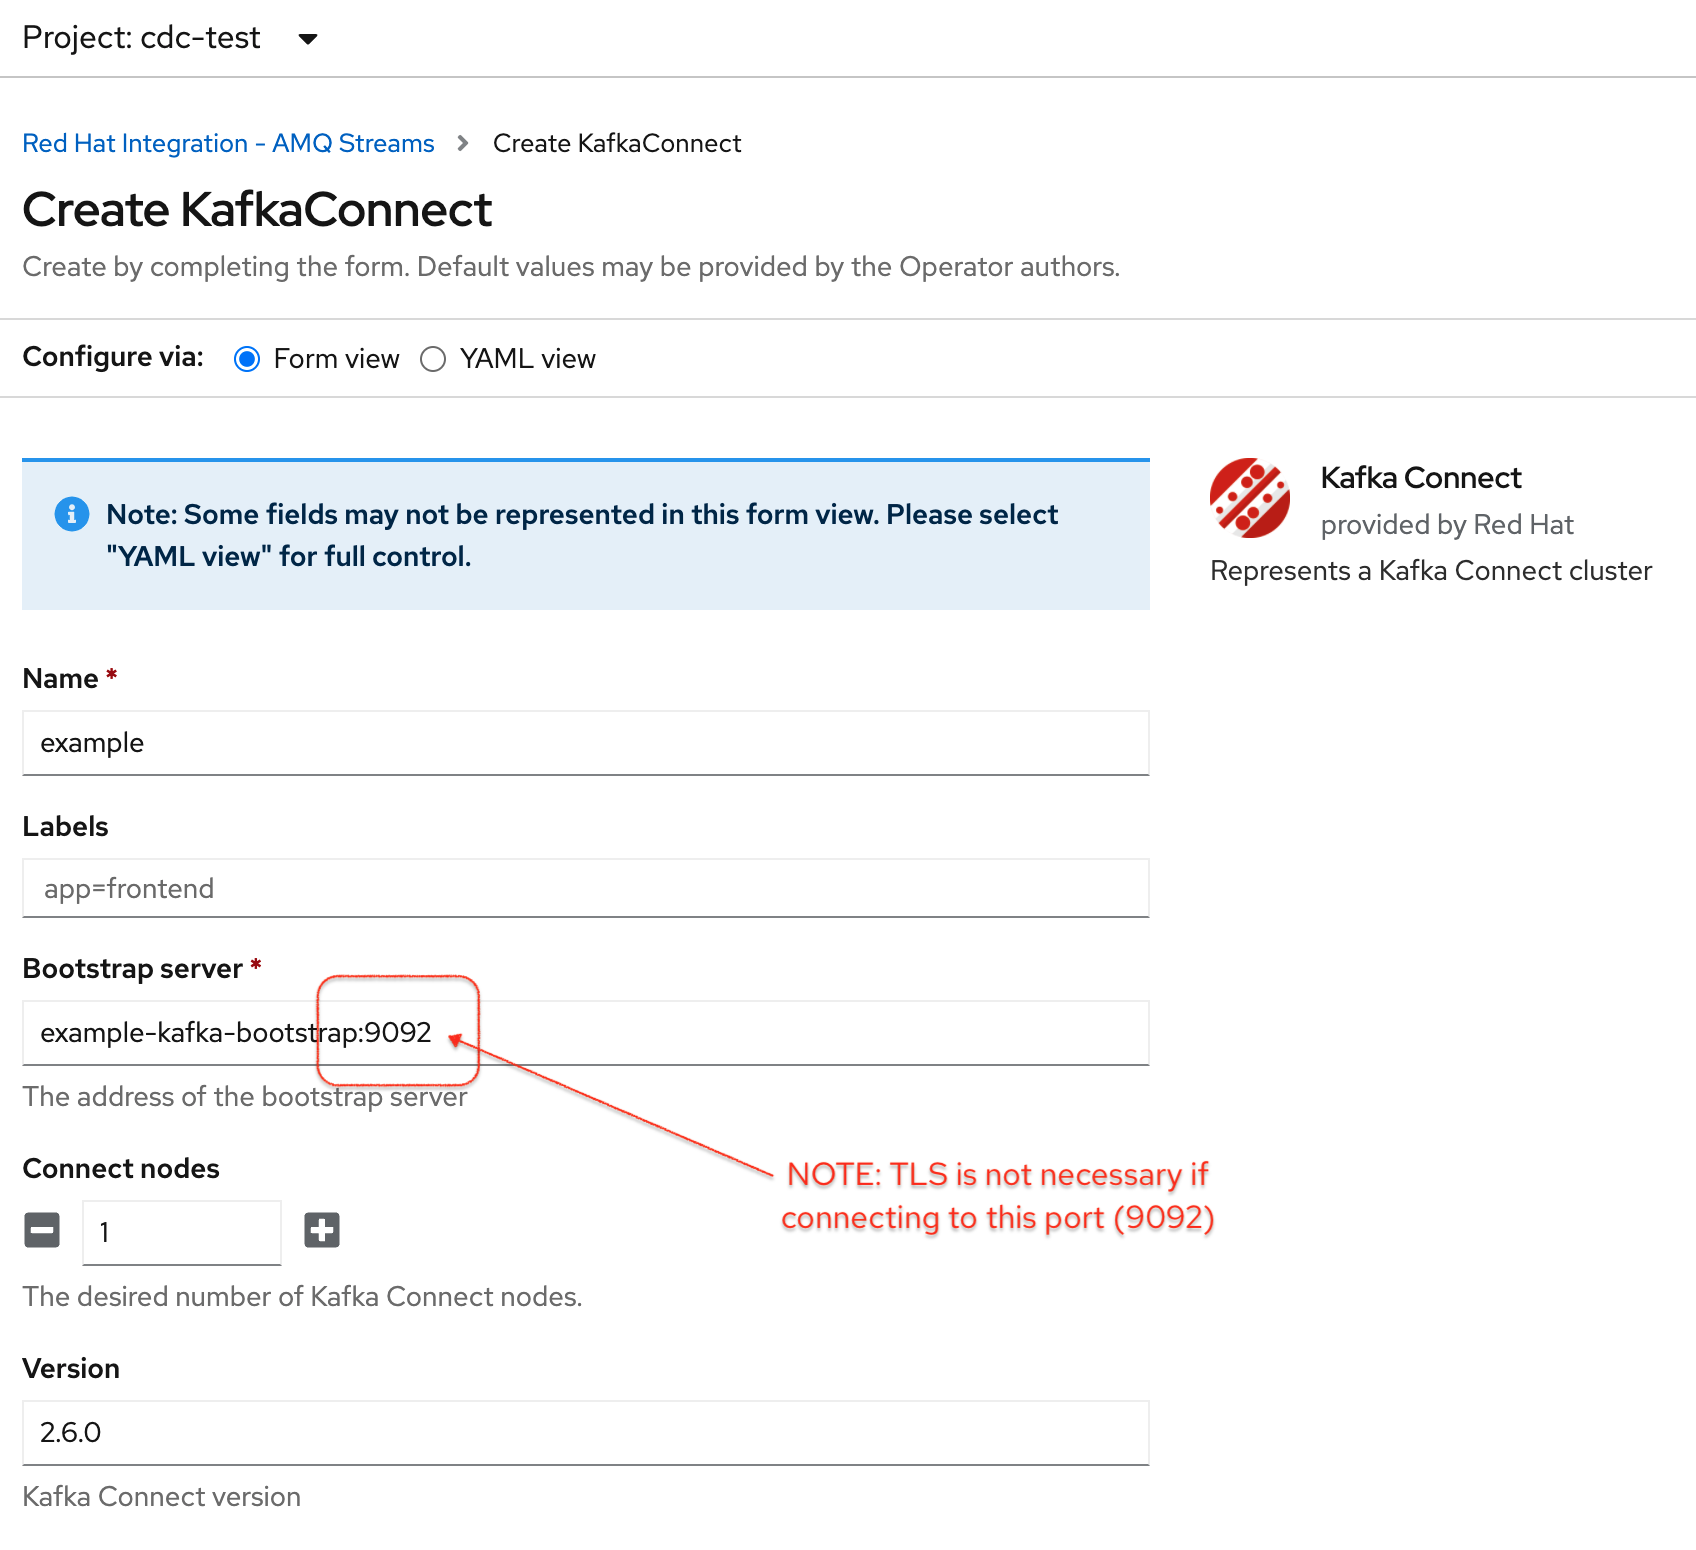 Project: cdc-test
Red Hat Integration - AMQ Streams > Create KafkaConnect
Create KafkaConnect
Create by completing the form. Default values may be provided by the Operator authors.
Configure via: Form view YAML view
Note: Some fields may not be represented in this form view. Please select
"YAML view" for full control.
Kafka Connect
provided by Red Hat
Represents a Kafka Connect cluster
Name *
example
Labels
app=frontend
Bootstrap server *
example-kafka-bootstrap:9092
The address of the bootstrap server
NOTE: TLS is not necessary if
connecting to this port (9092)
Connect nodes
1
The desired number of Kafka Connect nodes.
Version
2.6.0
Kafka Connect version